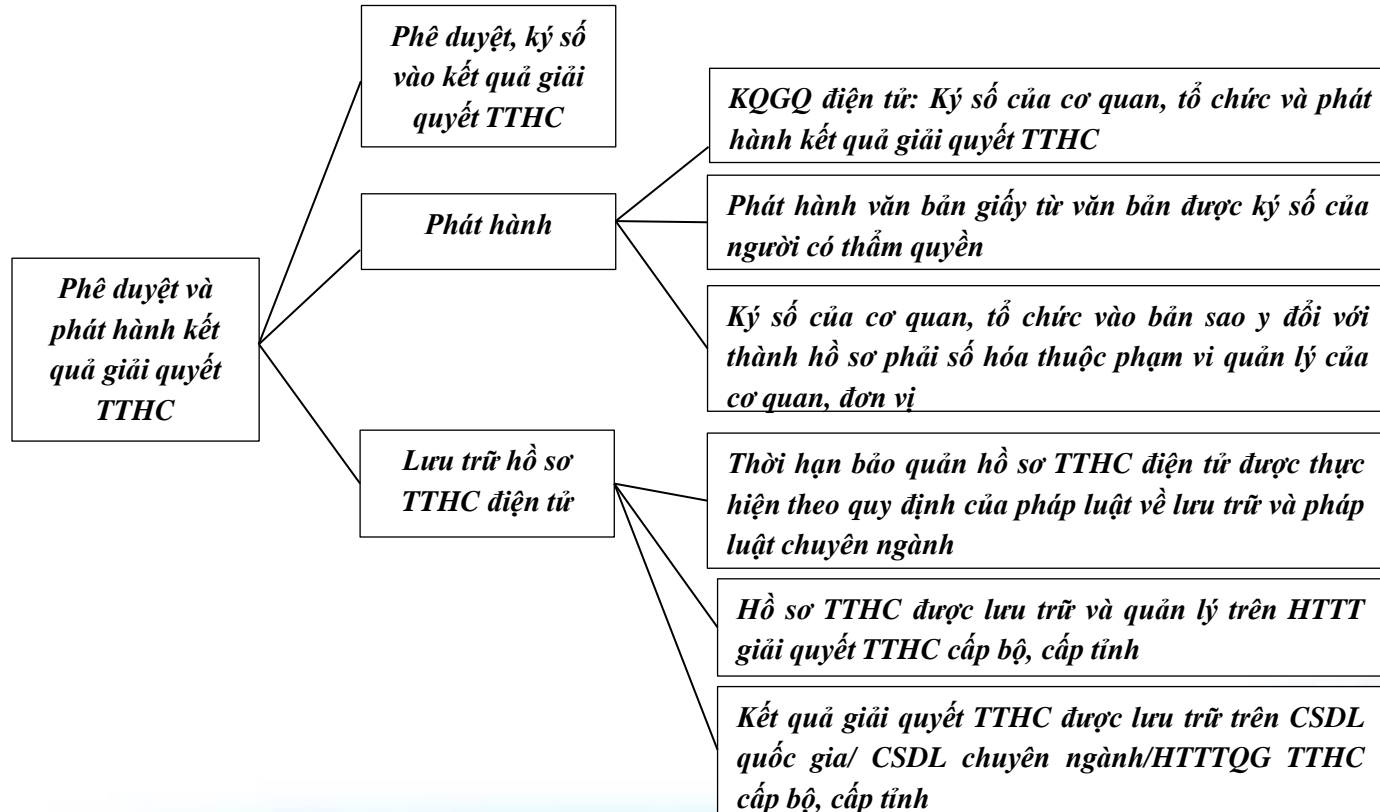 Phê duyệt và
phát hành kết
quả giải quyết
TTHC
Phê duyệt, ký số
vào kết quả giải
quyết TTHC
Phát hành
KQGQ điện tử: Ký số của cơ quan, tổ chức và phát
hành kết quả giải quyết TTHC
Phát hành văn bản giấy từ văn bản được ký số của
người có thẩm quyền
Ký số của cơ quan, tổ chức vào bản sao y đối với
thành hồ sơ phải số hóa thuộc phạm vi quản lý của
cơ quan, đơn vị
Lưu trữ hồ sơ
TTHC điện tử
Thời hạn bảo quản hồ sơ TTHC điện tử được thực
hiện theo quy định của pháp luật về lưu trữ và pháp
luật chuyên ngành
Hồ sơ TTHC được lưu trữ và quản lý trên HTTT
giải quyết TTHC cấp bộ, cấp tỉnh
Kết quả giải quyết TTHC được lưu trữ trên CSDL
quốc gia/ CSDL chuyên ngành/HTTTQG TTHC
cấp bộ, cấp tỉnh